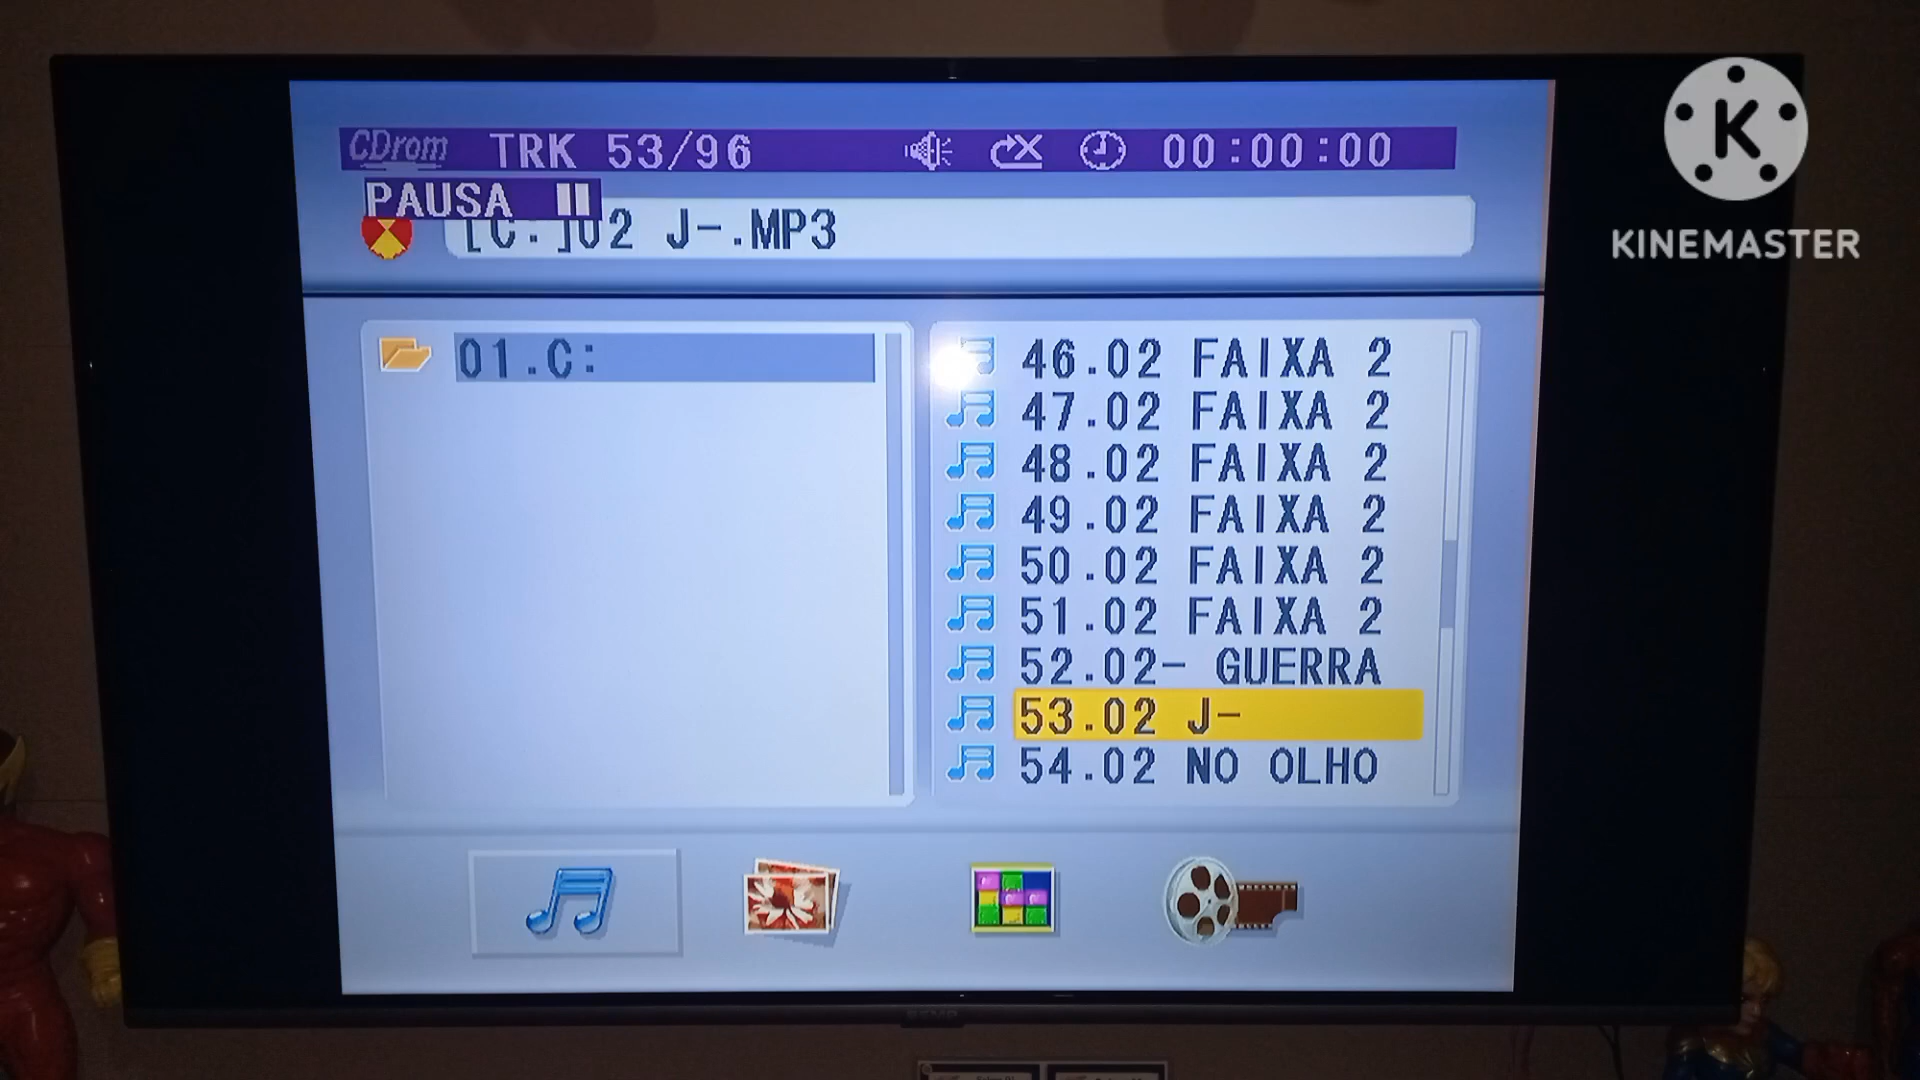 CDrom TRK 53/96 00:00:00
PAUSA
[C:]02 J-.MP3
01.C:
46.02 FAIXA 2
47.02 FAIXA 2
48.02 FAIXA 2
49.02 FAIXA 2
50.02 FAIXA 2
51.02 FAIXA 2
52.02- GUERRA
53.02 J-
54.02 NO OLHO
K
KINEMASTER